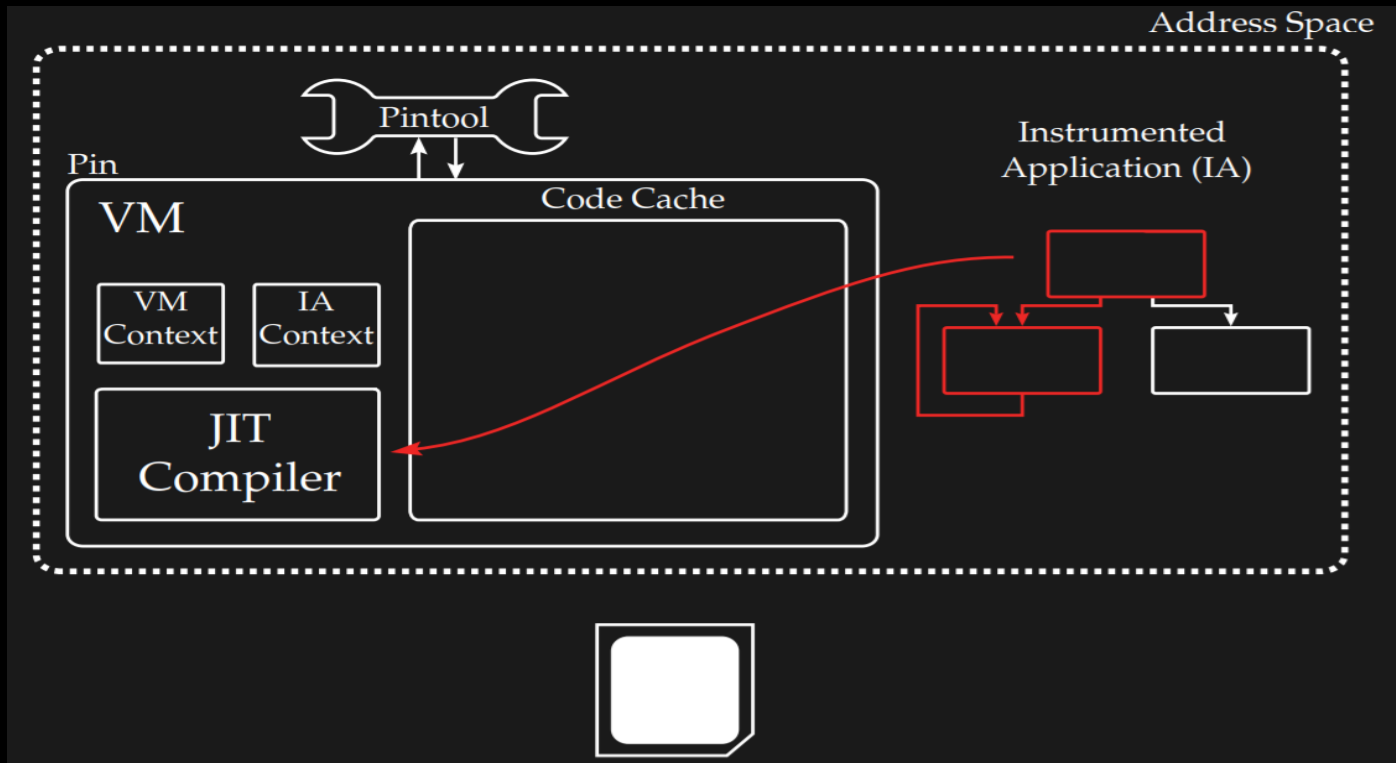 Address Space
Pintool
Pin
Instrumented
Application (IA)
VM
Code Cache
VM
Context
IA
Context
JIT
Compiler